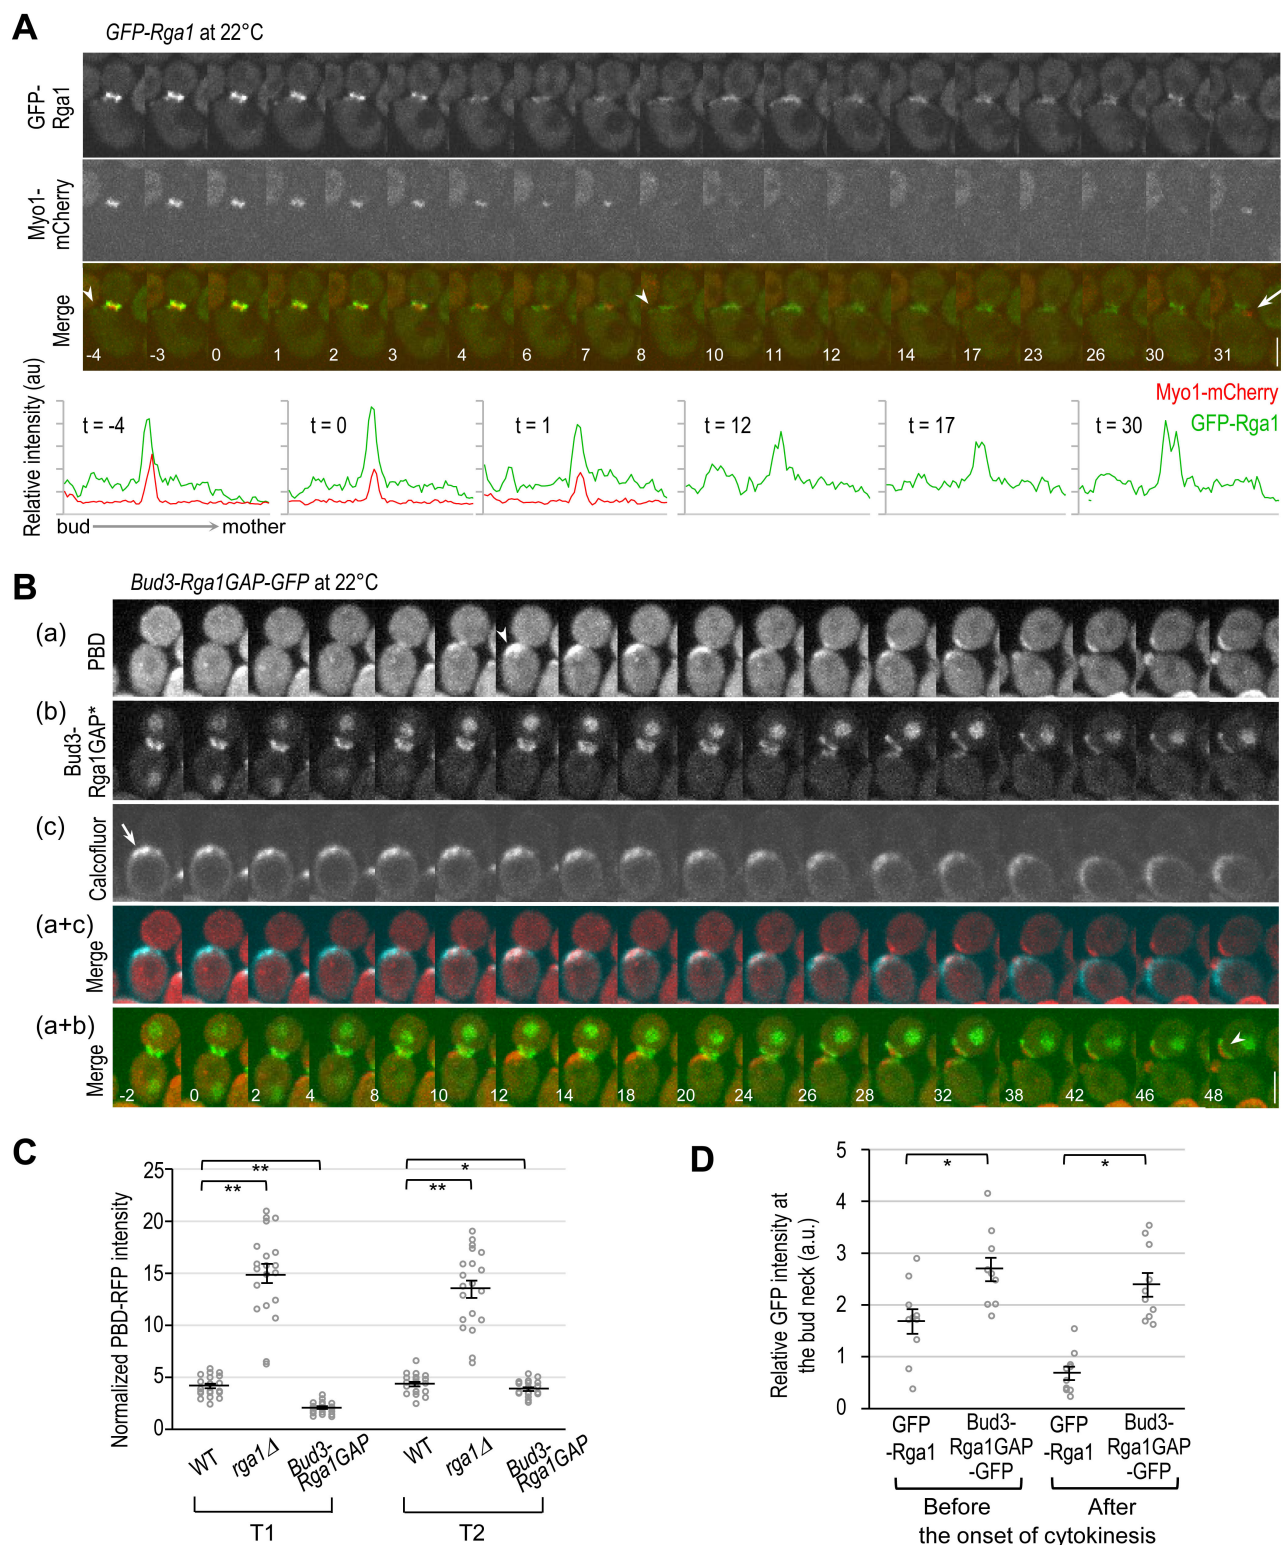 A
GFP-Rga1 at 22°C
GFP-
Rga1
Myo1-
mCherry
Merge
-4 -3 0 1 2 3 4 6 7 8 10 11 12 14 17 23 26 30 31
Relative intensity (au)
Myo1-mCherry
GFP-Rga1
t = -4 t = 0 t = 1 t = 12 t = 17 t = 30
bud mother
B
Bud3-Rga1GAP-GFP at 22°C
(a)
PBD
(b)
Bud3-
Rga1GAP*
(c)
Calcofluor
(a+c)
Merge
(a+b)
Merge
-2 0 2 4 8 10 12 14 18 20 24 26 28 32 38 42 46 48
C
Normalized PBD-RFP intensity
25
20
15
10
5
0
** ** ** *
WT rga1Δ Bud3-
Rga1GAP
WT rga1Δ Bud3-
Rga1GAP
T1 T2
D
Relative GFP intensity at
the bud neck (a.u.)
5
4
3
2
1
0
* *
GFP
-Rga1
Bud3-
Rga1GAP
-GFP
GFP
-Rga1
Bud3-
Rga1GAP
-GFP
Before After
the onset of cytokinesis